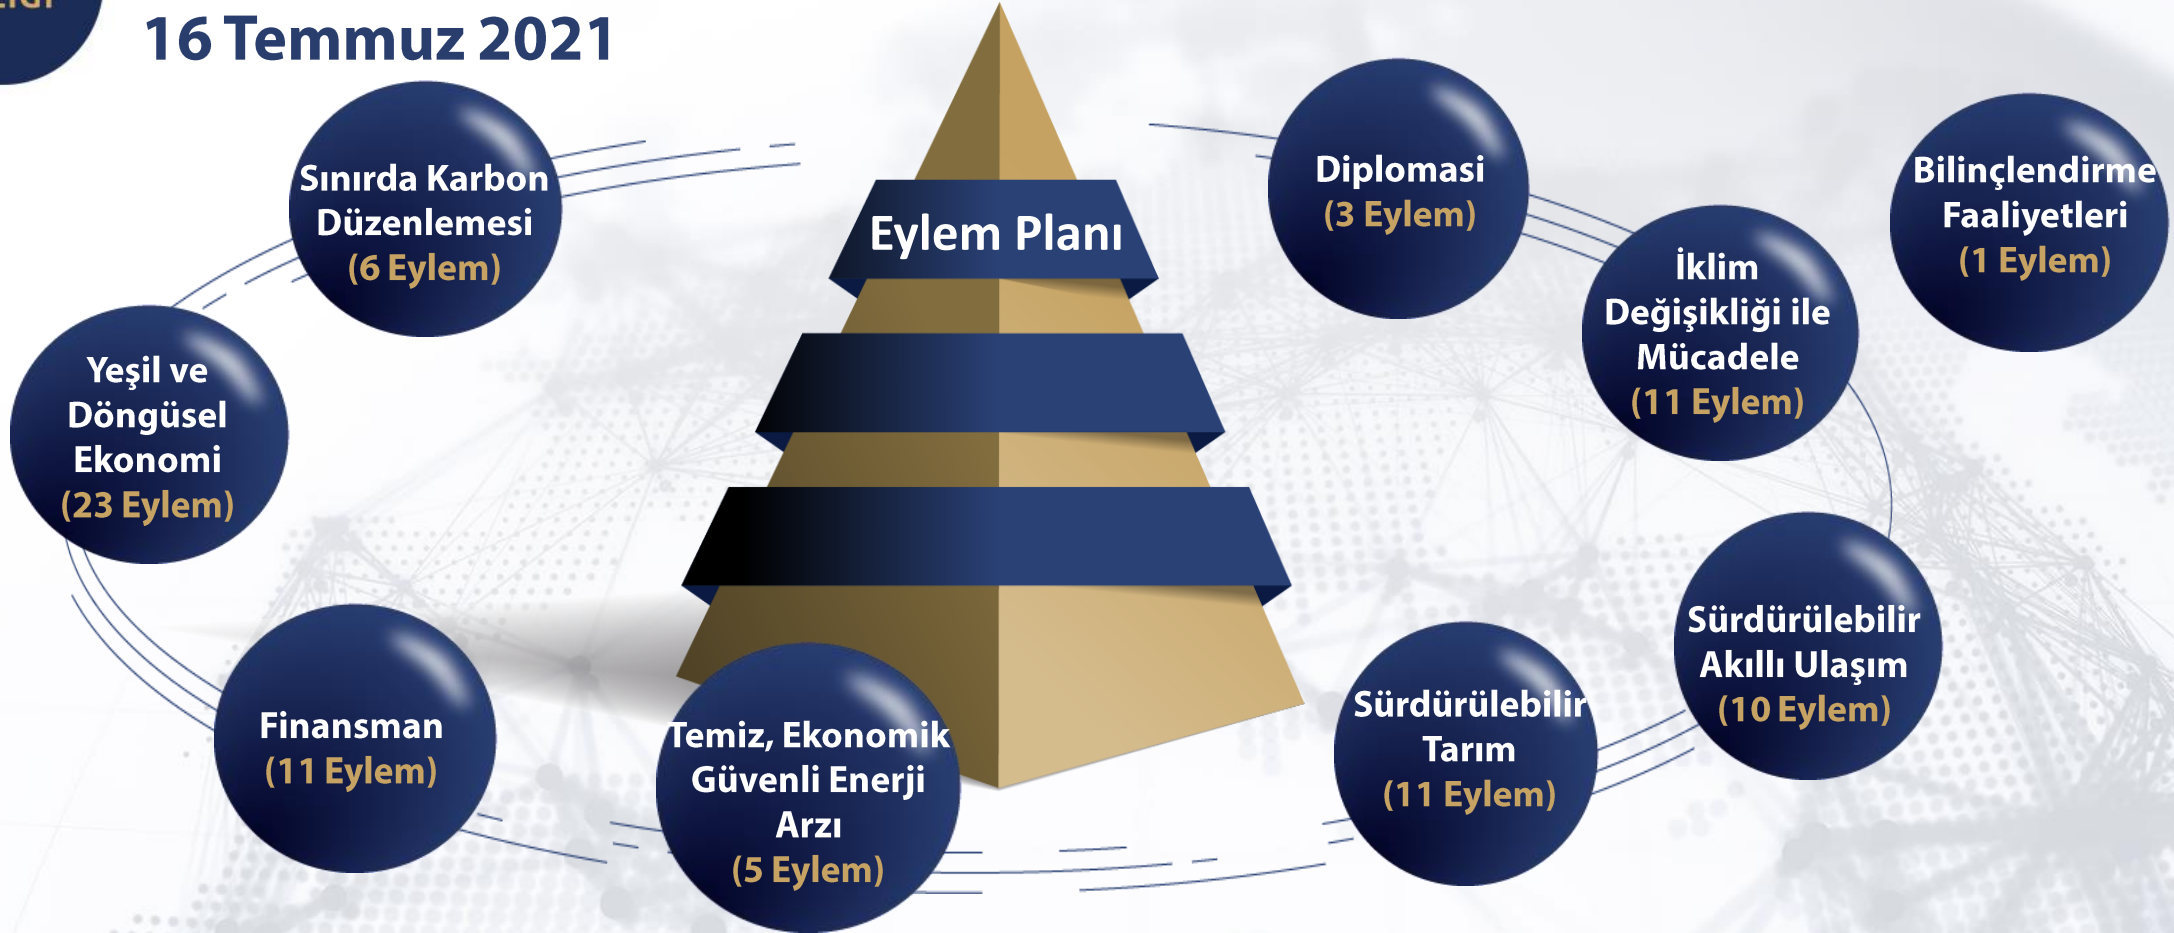 16 Temmuz 2021
Eylem Planı
Sınırda Karbon
Düzenlemesi
(6 Eylem)
Yeşil ve
Döngüsel
Ekonomi
(23 Eylem)
Finansman
(11 Eylem)
Temiz, Ekonomik
Güvenli Enerji
Arzı
(5 Eylem)
Sürdürülebilir
Tarım
(11 Eylem)
Sürdürülebilir
Akıllı Ulaşım
(10 Eylem)
İklim
Değişikliği ile
Mücadele
(11 Eylem)
Diplomasi
(3 Eylem)
Bilinçlendirme
Faaliyetleri
(1 Eylem)